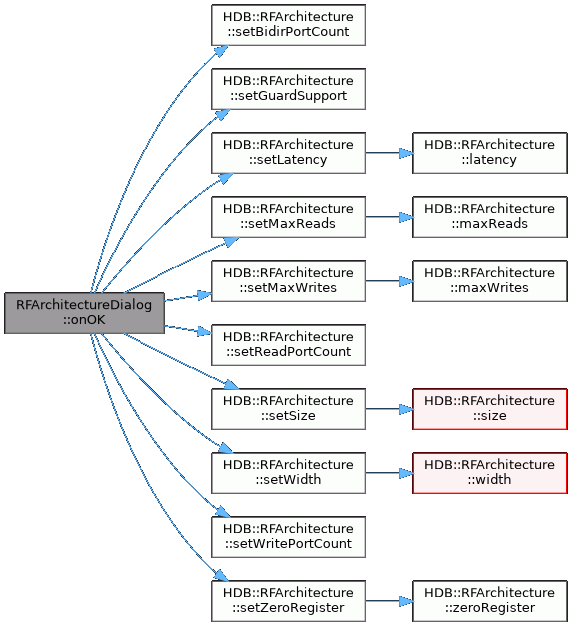 HDB::RFArchitecture
::setBidirPortCount
HDB::RFArchitecture
::setGuardSupport
HDB::RFArchitecture
::setLatency
HDB::RFArchitecture
::latency
HDB::RFArchitecture
::setMaxReads
HDB::RFArchitecture
::maxReads
HDB::RFArchitecture
::setMaxWrites
HDB::RFArchitecture
::maxWrites
RFArchitectureDialog
::onOK
HDB::RFArchitecture
::setReadPortCount
HDB::RFArchitecture
::setSize
HDB::RFArchitecture
::size
HDB::RFArchitecture
::setWidth
HDB::RFArchitecture
::width
HDB::RFArchitecture
::setWritePortCount
HDB::RFArchitecture
::setZeroRegister
HDB::RFArchitecture
::zeroRegister